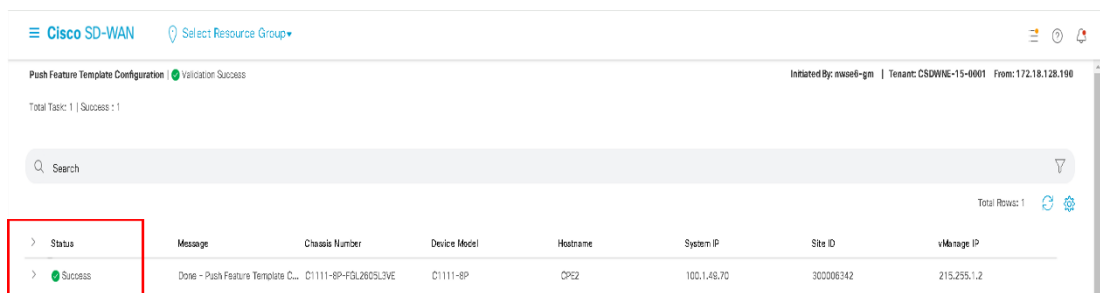 Cisco SD-WAN
Select Resource Group▾
Push Feature Template Configuration | Validation Success
Initiated By: nwse6-gm | Tenant: CSDWNE-15-0001 From: 172.18.128.190
Total Task: 1 | Success : 1
Search
Total Rows: 1
Status Message Chassis Number Device Model Hostname System IP Site ID vManage IP
Success Done - Push Feature Template C... C1111-8P-FGL2605L3VE C1111-8P CPE2 100.1.49.70 300006342 215.255.1.2